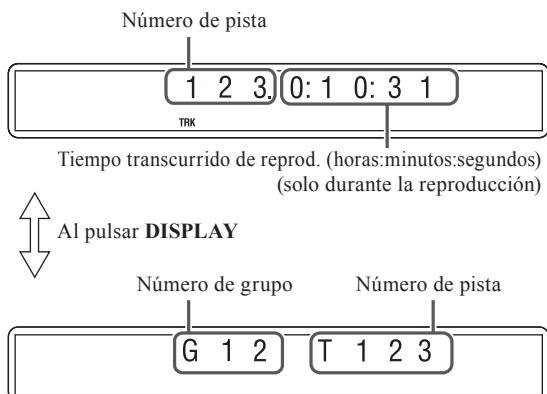 Número de pista
1 2 3. 0:1 0:3 1
TRK
Tiempo transcurrido de reprod. (horas:minutos:segundos)
(solo durante la reproducción)
Al pulsar DISPLAY
Número de grupo Número de pista
G 1 2 T 1 2 3